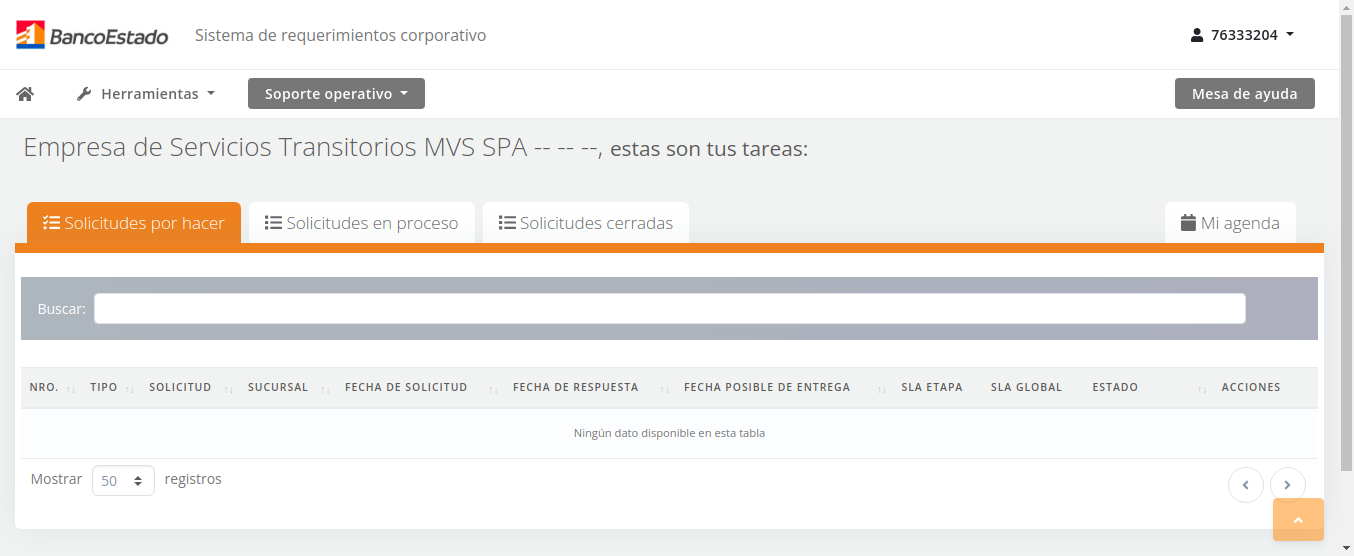 BancoEstado Sistema de requerimientos corporativo 76333204
Herramientas Soporte operativo Mesa de ayuda
Empresa de Servicios Transitorios MVS SPA -- -- --, estas son tus tareas:
Solicitudes por hacer Solicitudes en proceso Solicitudes cerradas Mi agenda
Buscar:
NRO. TIPO SOLICITUD SUCURSAL FECHA DE SOLICITUD FECHA DE RESPUESTA FECHA POSIBLE DE ENTREGA SLA ETAPA SLA GLOBAL ESTADO ACCIONES
Ningún dato disponible en esta tabla
Mostrar 50 registros